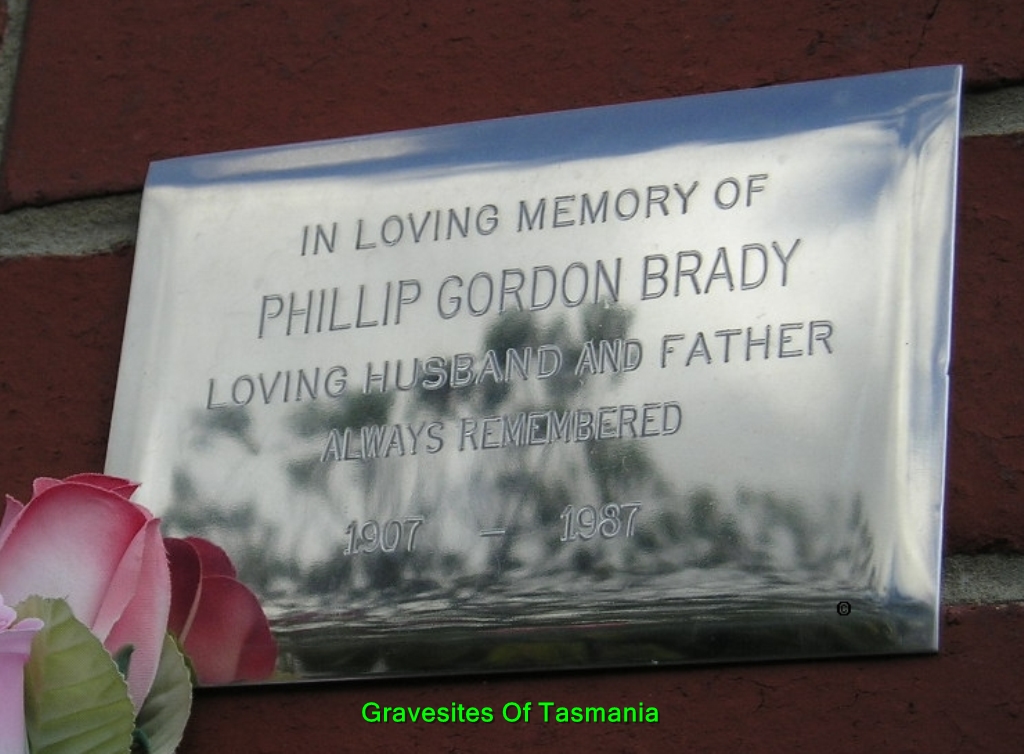 IN LOVING MEMORY OF
PHILLIP GORDON BRADY
LOVING HUSBAND AND FATHER
ALWAYS REMEMBERED
1907 – 1987
©
Gravesites Of Tasmania